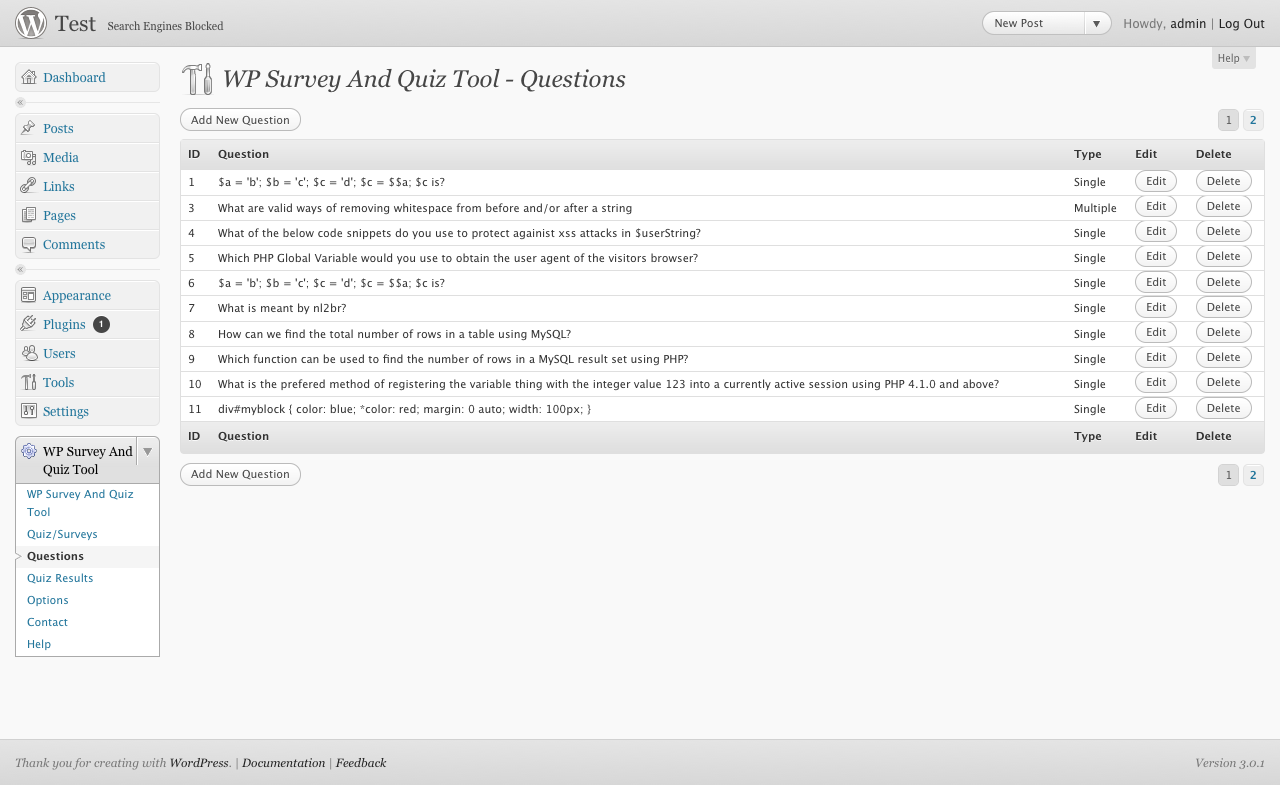 Test Search Engines Blocked New Post Howdy, admin | Log Out
Help
Dashboard
Posts
Media
Links
Pages
Comments
Appearance
Plugins 1
Users
Tools
Settings
WP Survey And
Quiz Tool
WP Survey And Quiz
Tool
Quiz/Surveys
Questions
Quiz Results
Options
Contact
Help
WP Survey And Quiz Tool - Questions
Add New Question 1 2
ID Question Type Edit Delete
1 $a = 'b'; $b = 'c'; $c = 'd'; $c = $$a; $c is? Single Edit Delete
3 What are valid ways of removing whitespace from before and/or after a string Multiple Edit Delete
4 What of the below code snippets do you use to protect againist xss attacks in $userString? Single Edit Delete
5 Which PHP Global Variable would you use to obtain the user agent of the visitors browser? Single Edit Delete
6 $a = 'b'; $b = 'c'; $c = 'd'; $c = $$a; $c is? Single Edit Delete
7 What is meant by nl2br? Single Edit Delete
8 How can we find the total number of rows in a table using MySQL? Single Edit Delete
9 Which function can be used to find the number of rows in a MySQL result set using PHP? Single Edit Delete
10 What is the prefered method of registering the variable thing with the integer value 123 into a currently active session using PHP 4.1.0 and above? Single Edit Delete
11 div#myblock { color: blue; *color: red; margin: 0 auto; width: 100px; } Single Edit Delete
ID Question Type Edit Delete
Add New Question 1 2
Thank you for creating with WordPress. | Documentation | Feedback Version 3.0.1